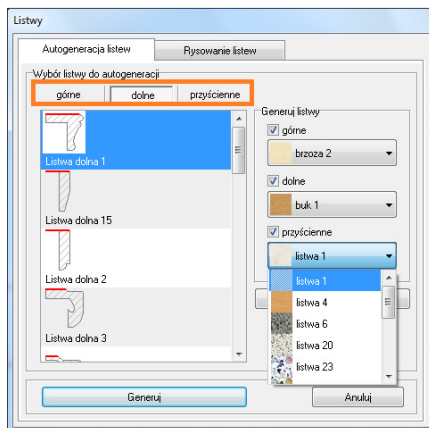 Listwy
Autogeneracja listew
Rysowanie listew
Wybór listwy do autogeneracji
górne
dolne
przyścienne
Listwa dolna 1
Listwa dolna 15
Listwa dolna 2
Listwa dolna 3
Generuj listwy
górne
brzoza 2
dolne
buk 1
przyścienne
listwa 1
listwa 1
listwa 4
listwa 6
listwa 20
listwa 23
Generuj
Anuluj